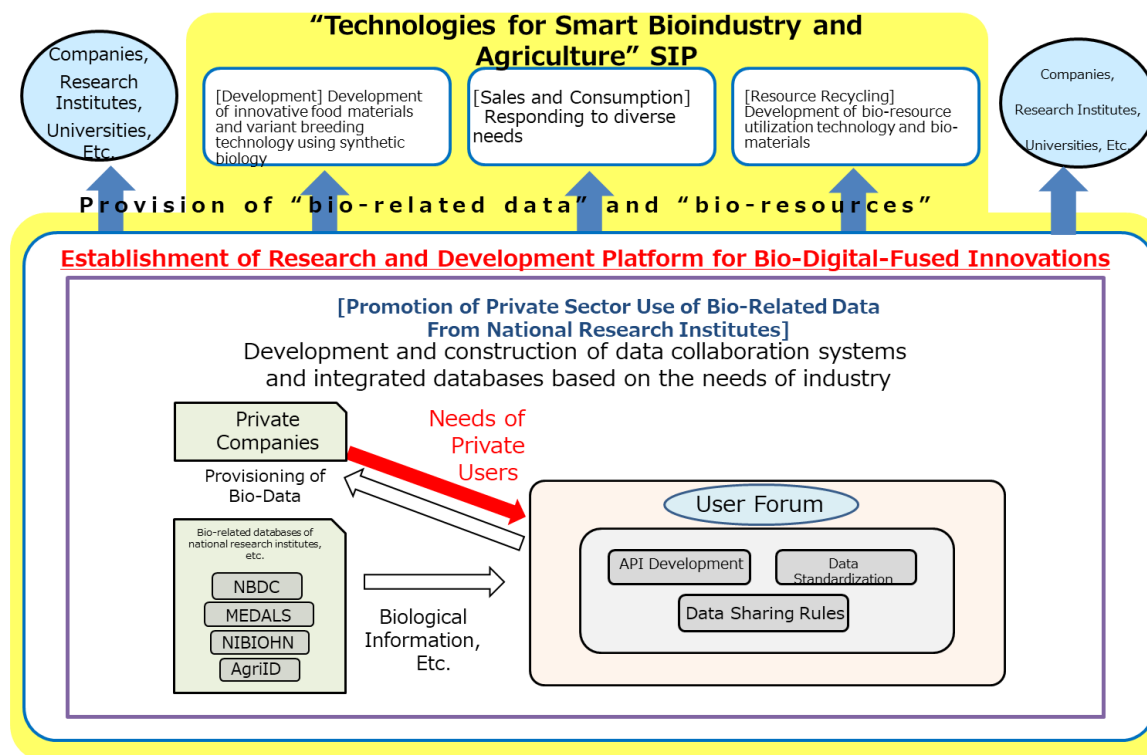 “Technologies for Smart Bioindustry and
Agriculture” SIP
Companies,
Research
Institutes,
Universities,
Etc.
[Development] Development
of innovative food materials
and variant breeding
technology using synthetic
biology
[Sales and Consumption]
Responding to diverse
needs
[Resource Recycling]
Development of bio-resource
utilization technology and bio-
materials
Companies,
Research Institutes,
Universities, Etc.
Provision of “bio-related data” and “bio-resources”
Establishment of Research and Development Platform for Bio-Digital-Fused Innovations
[Promotion of Private Sector Use of Bio-Related Data
From National Research Institutes]
Development and construction of data collaboration systems
and integrated databases based on the needs of industry
Private
Companies
Needs of
Private
Users
Provisioning of
Bio-Data
Bio-related databases of
national research institutes,
etc.
NBDC
MEDALS
NIBIOHN
AgriID
Biological
Information,
Etc.
User Forum
API Development
Data
Standardization
Data Sharing Rules